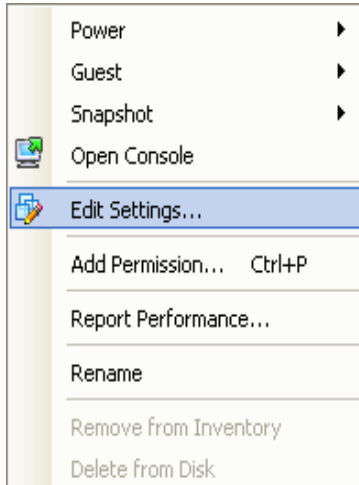 Power
Guest
Snapshot
Open Console
Edit Settings...
Add Permission... Ctrl+P
Report Performance...
Rename
Remove from Inventory
Delete from Disk